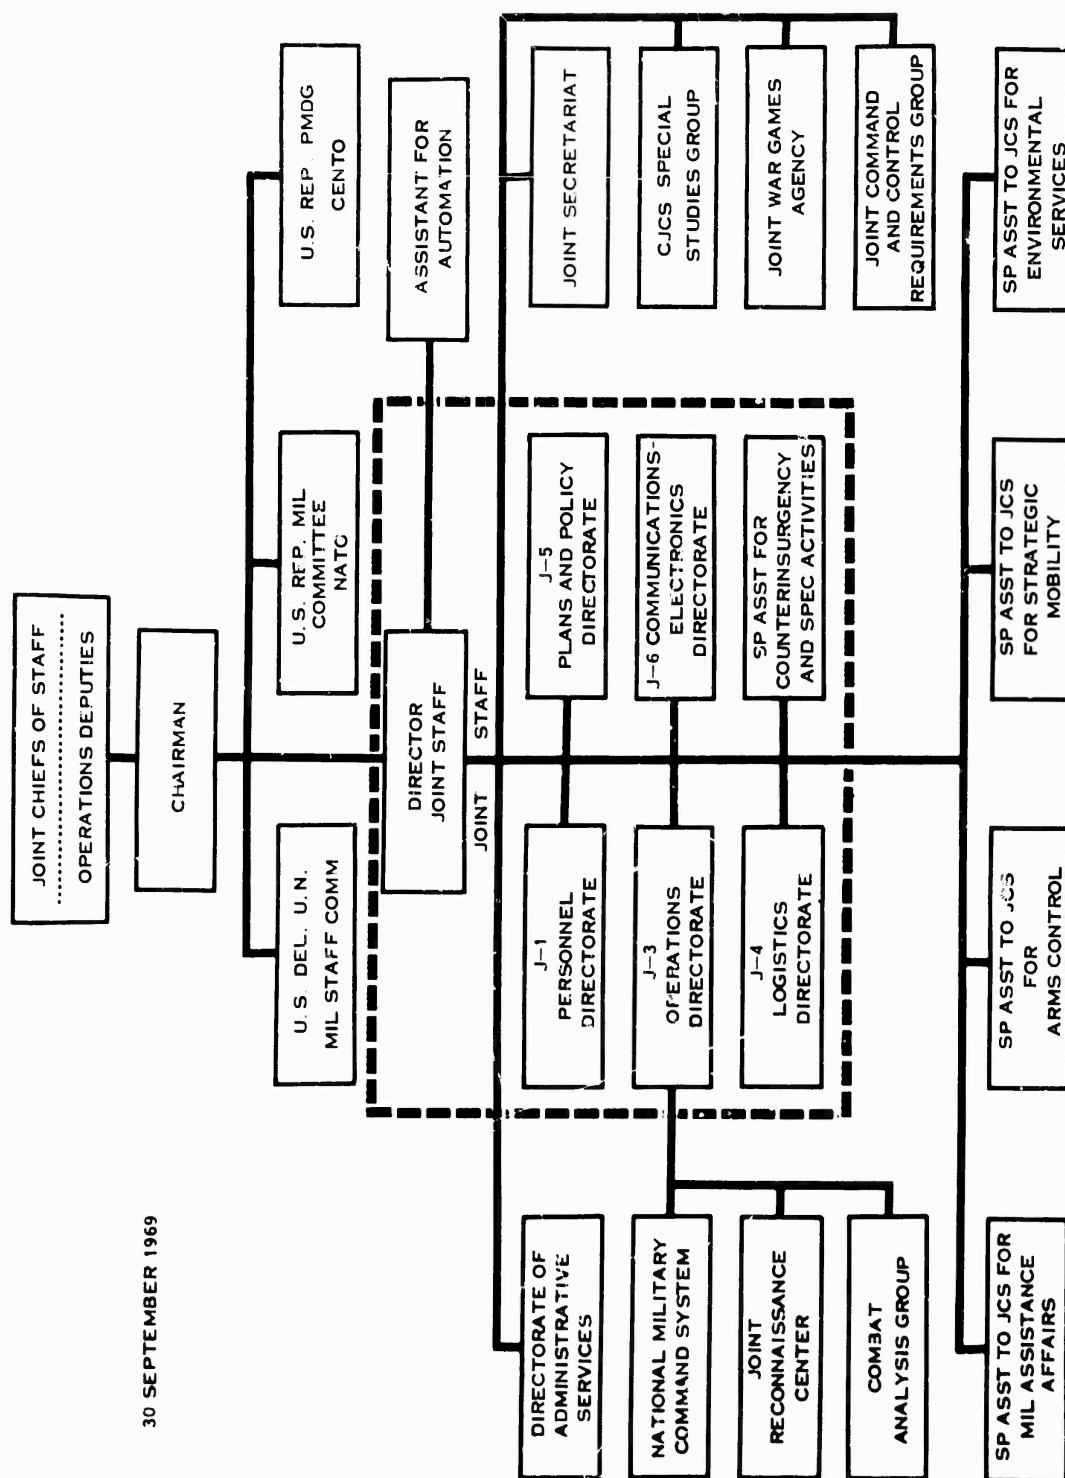 30 SEPTEMBER 1969
JOINT CHIEFS OF STAFF
OPERATIONS DEPUTIES
CHAIRMAN
U.S. DEL. U.N.
MIL STAFF COMM
U.S. REP. MIL
COMMITTEE
NATO
U.S. REP. PMDG
CENTO
DIRECTOR
JOINT STAFF
ASSISTANT FOR
AUTOMATION
JOINT STAFF
DIRECTORATE OF
ADMINISTRATIVE
SERVICES
J-1
PERSONNEL
DIRECTORATE
J-5
PLANS AND POLICY
DIRECTORATE
JOINT SECRETARIAT
NATIONAL MILITARY
COMMAND SYSTEM
J-3
OPERATIONS
DIRECTORATE
J-6 COMMUNICATIONS-
ELECTRONICS
DIRECTORATE
CJCS SPECIAL
STUDIES GROUP
JOINT
RECONNAISSANCE
CENTER
J-4
LOGISTICS
DIRECTORATE
SP ASST FOR
COUNTERINSURGENCY
AND SPEC ACTIVITIES
JOINT WAR GAMES
AGENCY
COMBAT
ANALYSIS GROUP
JOINT COMMAND
AND CONTROL
REQUIREMENTS GROUP
SP ASST TO JCS FOR
MIL ASSISTANCE
AFFAIRS
SP ASST TO JCS
FOR
ARMS CONTROL
SP ASST TO JCS
FOR STRATEGIC
MOBILITY
SP ASST TO JCS FOR
ENVIRONMENTAL
SERVICES